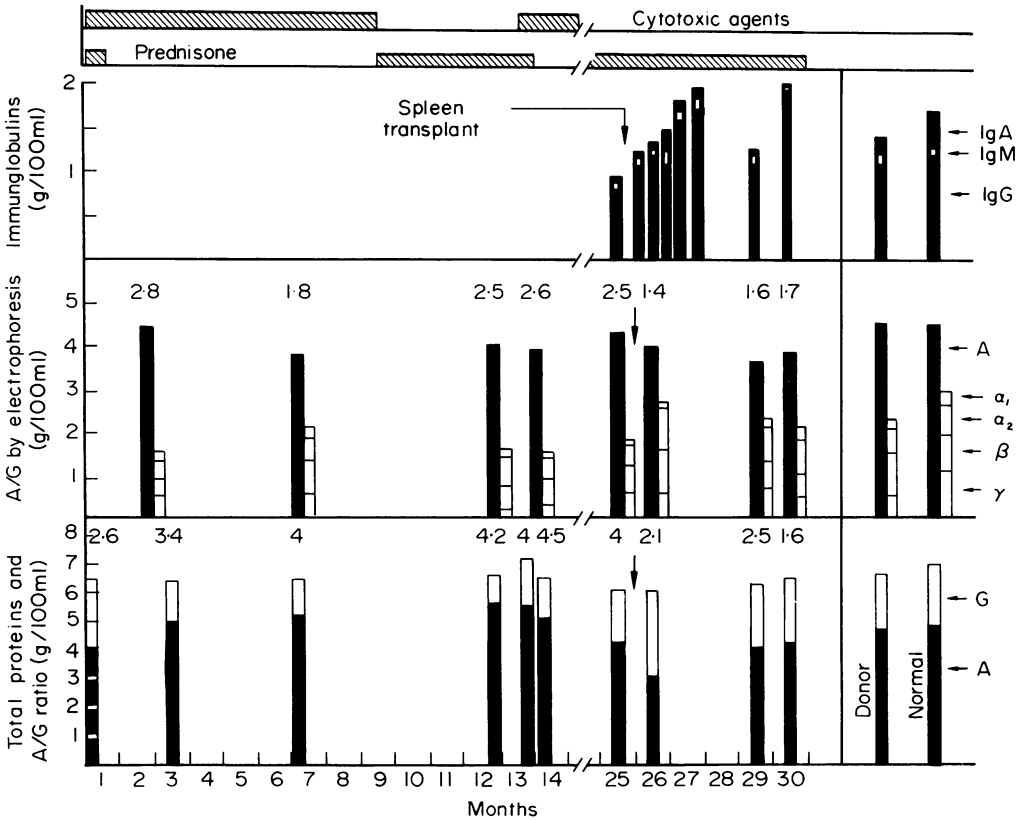 Cytotoxic agents
Prednisone
Immunglobulins
(g/100ml)
2
1
Spleen
transplant
IgA
IgM
IgG
A/G by electrophoresis
(g/100ml)
5
4
3
2
1
2·8
1·8
2·5
2·6
2·5
1·4
1·6
1·7
A
α₁
α₂
β
γ
Total proteins and
A/G ratio (g/100ml)
8
7
6
5
4
3
2
1
2·6
3·4
4
4·2
4
4·5
4
2·1
2·5
1·6
G
A
Donor
Normal
1 2 3 4 5 6 7 8 9 10 11 12 13 14 25 26 27 28 29 30
Months